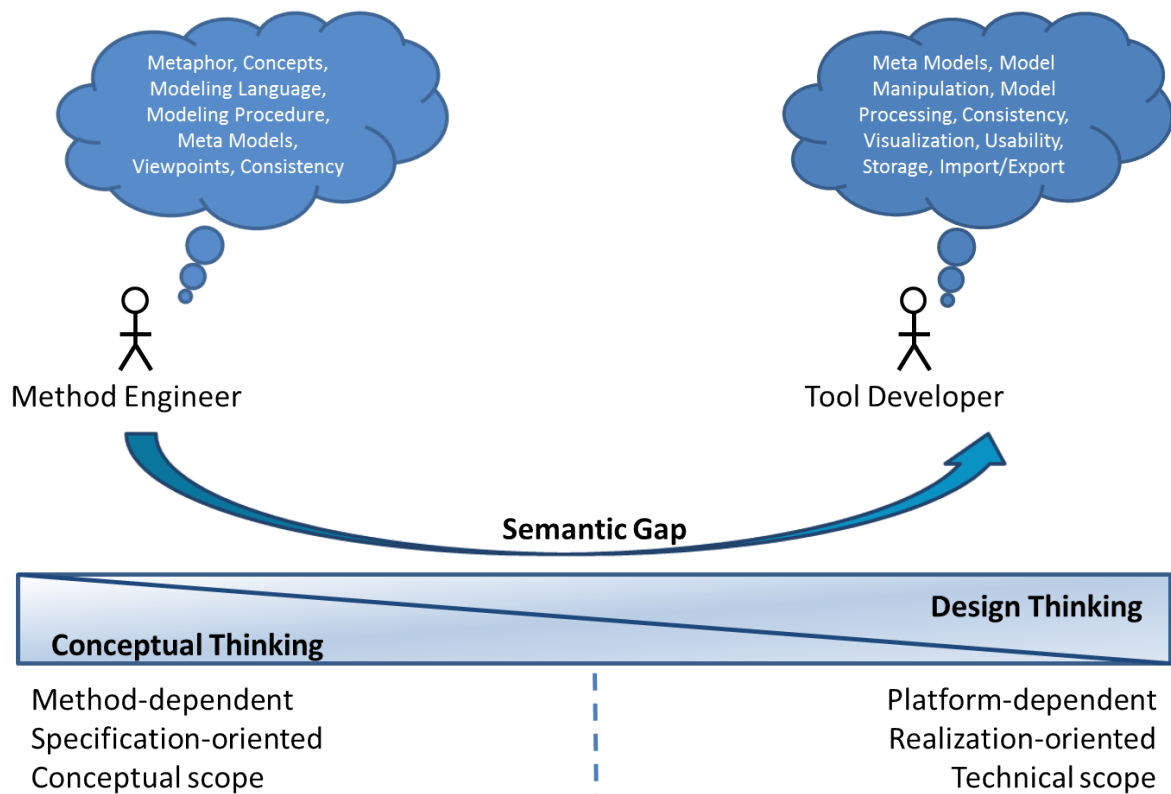 Metaphor, Concepts,
Modeling Language,
Modeling Procedure,
Meta Models,
Viewpoints, Consistency
Meta Models, Model
Manipulation, Model
Processing, Consistency,
Visualization, Usability,
Storage, Import/Export
Method Engineer
Tool Developer
Semantic Gap
Design Thinking
Conceptual Thinking
Method-dependent
Specification-oriented
Conceptual scope
Platform-dependent
Realization-oriented
Technical scope